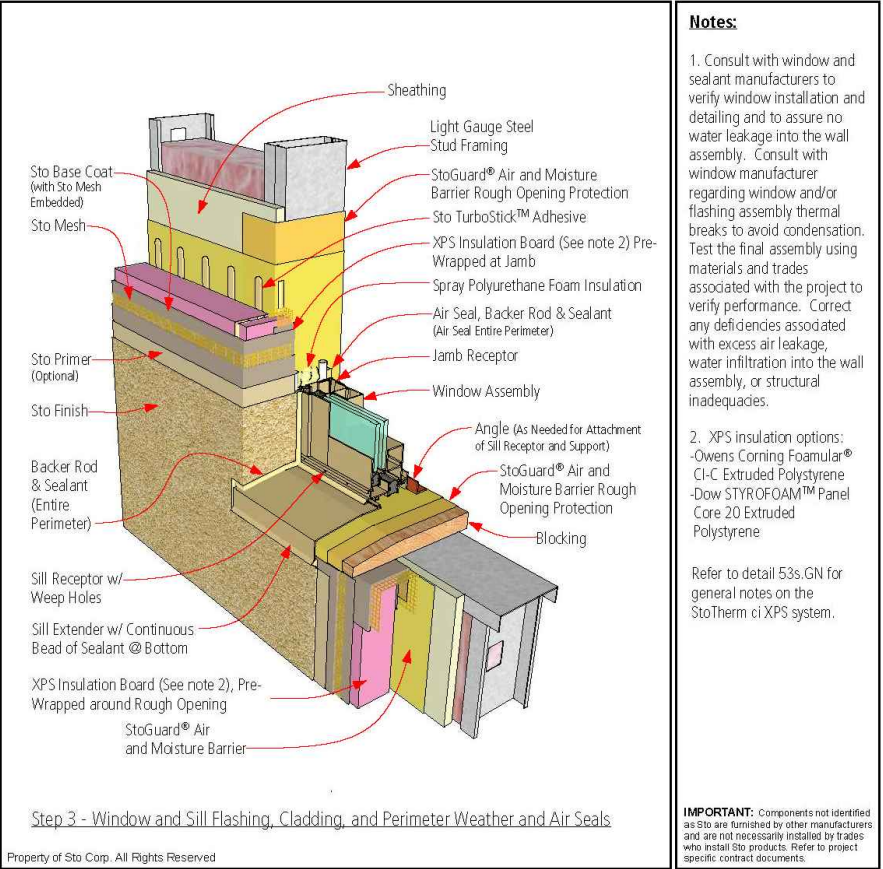 Sheathing
Light Gauge Steel
Stud Framing
StoGuard® Air and Moisture
Barrier Rough Opening Protection
Sto TurboStick™ Adhesive
XPS Insulation Board (See note 2) Pre-
Wrapped at Jamb
Spray Polyurethane Foam Insulation
Air Seal, Backer Rod & Sealant
(Air Seal Entire Perimeter)
Jamb Receptor
Window Assembly
Angle (As Needed for Attachment
of Sill Receptor and Support)
StoGuard® Air and
Moisture Barrier Rough
Opening Protection
Blocking
Sto Base Coat
(with Sto Mesh
Embedded)
Sto Mesh
Sto Primer
(Optional)
Sto Finish
Backer Rod
& Sealant
(Entire
Perimeter)
Sill Receptor w/
Weep Holes
Sill Extender w/ Continuous
Bead of Sealant @ Bottom
XPS Insulation Board (See note 2), Pre-
Wrapped around Rough Opening
StoGuard® Air
and Moisture Barrier
Step 3 - Window and Sill Flashing, Cladding, and Perimeter Weather and Air Seals
Property of Sto Corp. All Rights Reserved
Notes:
1. Consult with window and
sealant manufacturers to
verify window installation and
detailing and to assure no
water leakage into the wall
assembly. Consult with
window manufacturer
regarding window and/or
flashing assembly thermal
breaks to avoid condensation.
Test the final assembly using
materials and trades
associated with the project to
verify performance. Correct
any deficiencies associated
with excess air leakage,
water infiltration into the wall
assembly, or structural
inadequacies.
2. XPS insulation options:
-Owens Corning Foamular®
CI-C Extruded Polystyrene
-Dow STYROFOAM™ Panel
Core 20 Extruded
Polystyrene
Refer to detail 53s.GN for
general notes on the
StoTherm ci XPS system.
IMPORTANT: Components not identified
as Sto are furnished by other manufacturers
and are not necessarily installed by trades
who install Sto products. Refer to project
specific contract documents.